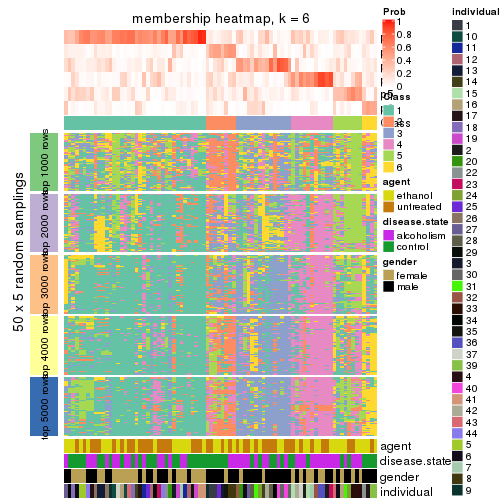 membership heatmap, k = 6
50 x 5 random samplings
top 1000 rows
top 2000 rows
top 3000 rows
top 4000 rows
top 5000 rows
agent
disease.state
gender
individual
Prob
1
0.8
0.6
0.4
0.2
0
Class
1
2
3
4
5
6
agent
ethanol
untreated
disease.state
alcoholism
control
gender
female
male
individual
1
10
11
12
13
14
15
16
17
18
19
2
20
22
23
24
25
26
27
28
29
3
30
31
32
33
34
35
36
37
39
4
40
41
42
43
44
5
6
7
8
9